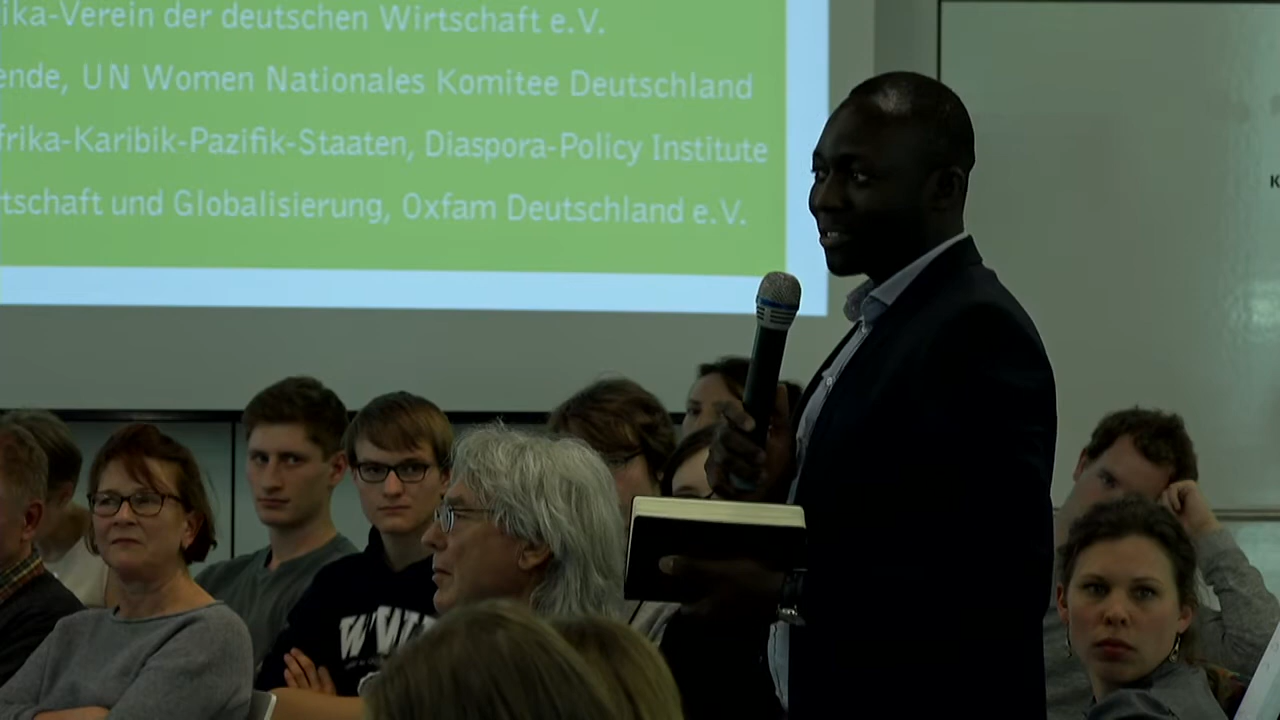 ika-Verein der deutschen Wirtschaft e.V.
ende, UN Women Nationales Komitee Deutschland
frika-Karibik-Pazifik-Staaten, Diaspora-Policy Institute
tschaft und Globalisierung, Oxfam Deutschland e.V.
K